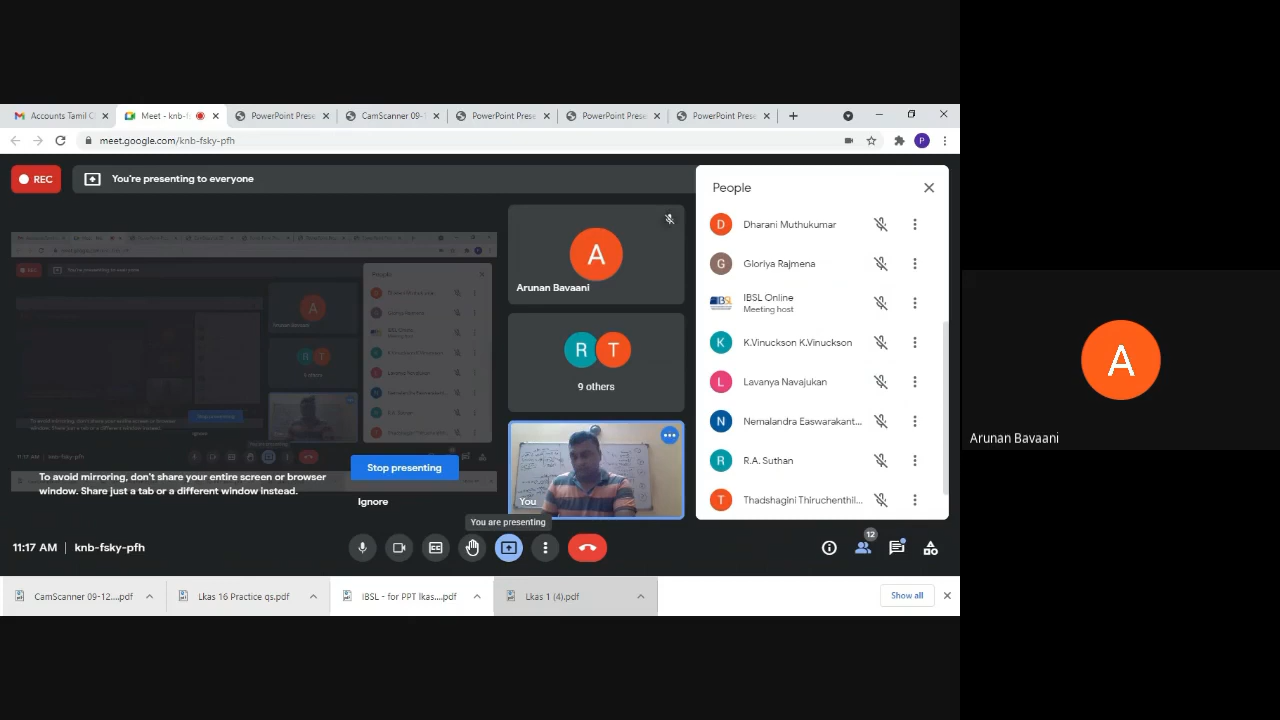 Accounts Tamil C
Meet - knb-f
PowerPoint Prese
CamScanner 09-1
PowerPoint Prese
PowerPoint Prese
PowerPoint Prese
meet.google.com/knb-fsky-pfh
P
REC
You're presenting to everyone
People
D Dharani Muthukumar
G Gloriya Rajmena
IBSL IBSL Online
Meeting host
K K.Vinuckson K.Vinuckson
L Lavanya Navajukan
N Nemalandra Easwarakant...
R R.A. Suthan
T Thadshagini Thiruchenthil...
A
Arunan Bavaani
R T
9 others
You
To avoid mirroring, don't share your entire screen or browser
window. Share just a tab or a different window instead.
Stop presenting
Ignore
You are presenting
11:17 AM | knb-fsky-pfh
12
CamScanner 09-12....pdf
Lkas 16 Practice qs.pdf
IBSL - for PPT lkas....pdf
Lkas 1 (4).pdf
Show all
A
Arunan Bavaani